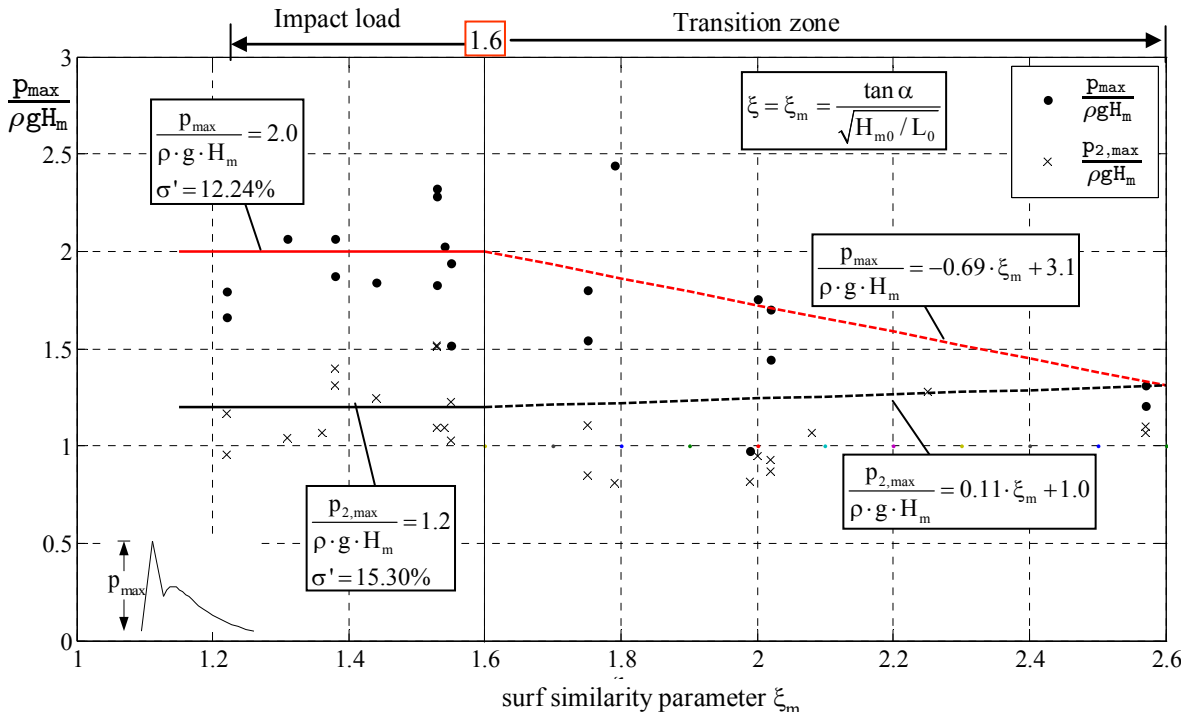 Impact load
1.6
Transition zone
3
2.5
2
1.5
1
0.5
0
p_max
ρgH_m
p_max / ρ·g·H_m = 2.0
σ'=12.24%
ξ = ξ_m = tan α / √(H_m0 / L_0)
● p_max / ρgH_m
× p_2,max / ρgH_m
p_max / ρ·g·H_m = −0.69·ξ_m + 3.1
p_2,max / ρ·g·H_m = 1.2
σ'=15.30%
p_2,max / ρ·g·H_m = 0.11·ξ_m + 1.0
p_max
1 1.2 1.4 1.6 1.8 2 2.2 2.4 2.6
surf similarity parameter ξ_m